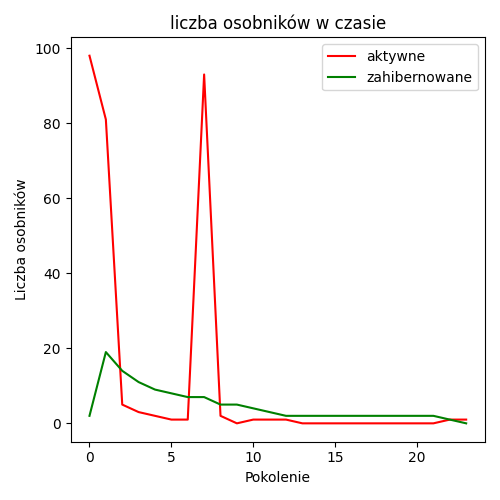 liczba osobników w czasie
aktywne
zahibernowane
Liczba osobników
100
80
60
40
20
0
0 5 10 15 20
Pokolenie